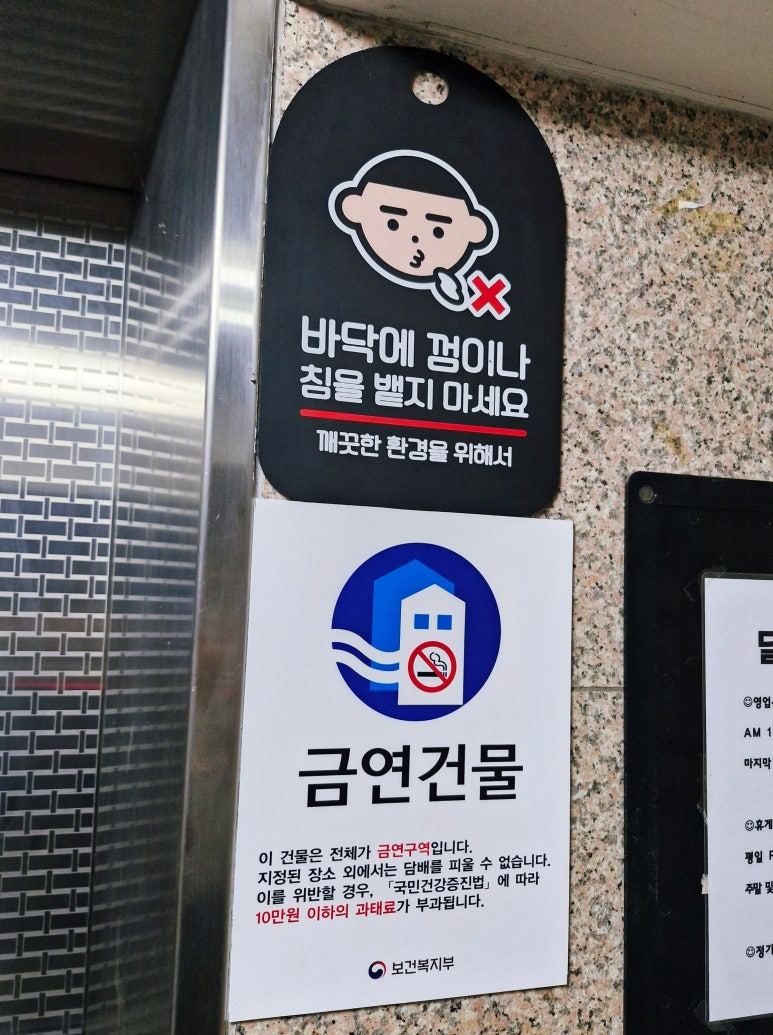 바닥에 껌이나
침을 뱉지 마세요
깨끗한 환경을 위해서
금연건물
이 건물은 전체가 금연구역입니다.
지정된 장소 외에서는 담배를 피울 수 없습니다.
이를 위반할 경우, 「국민건강증진법」에 따라
10만원 이하의 과태료가 부과됩니다.
보건복지부
AM 1
마지막
평일
주말 및